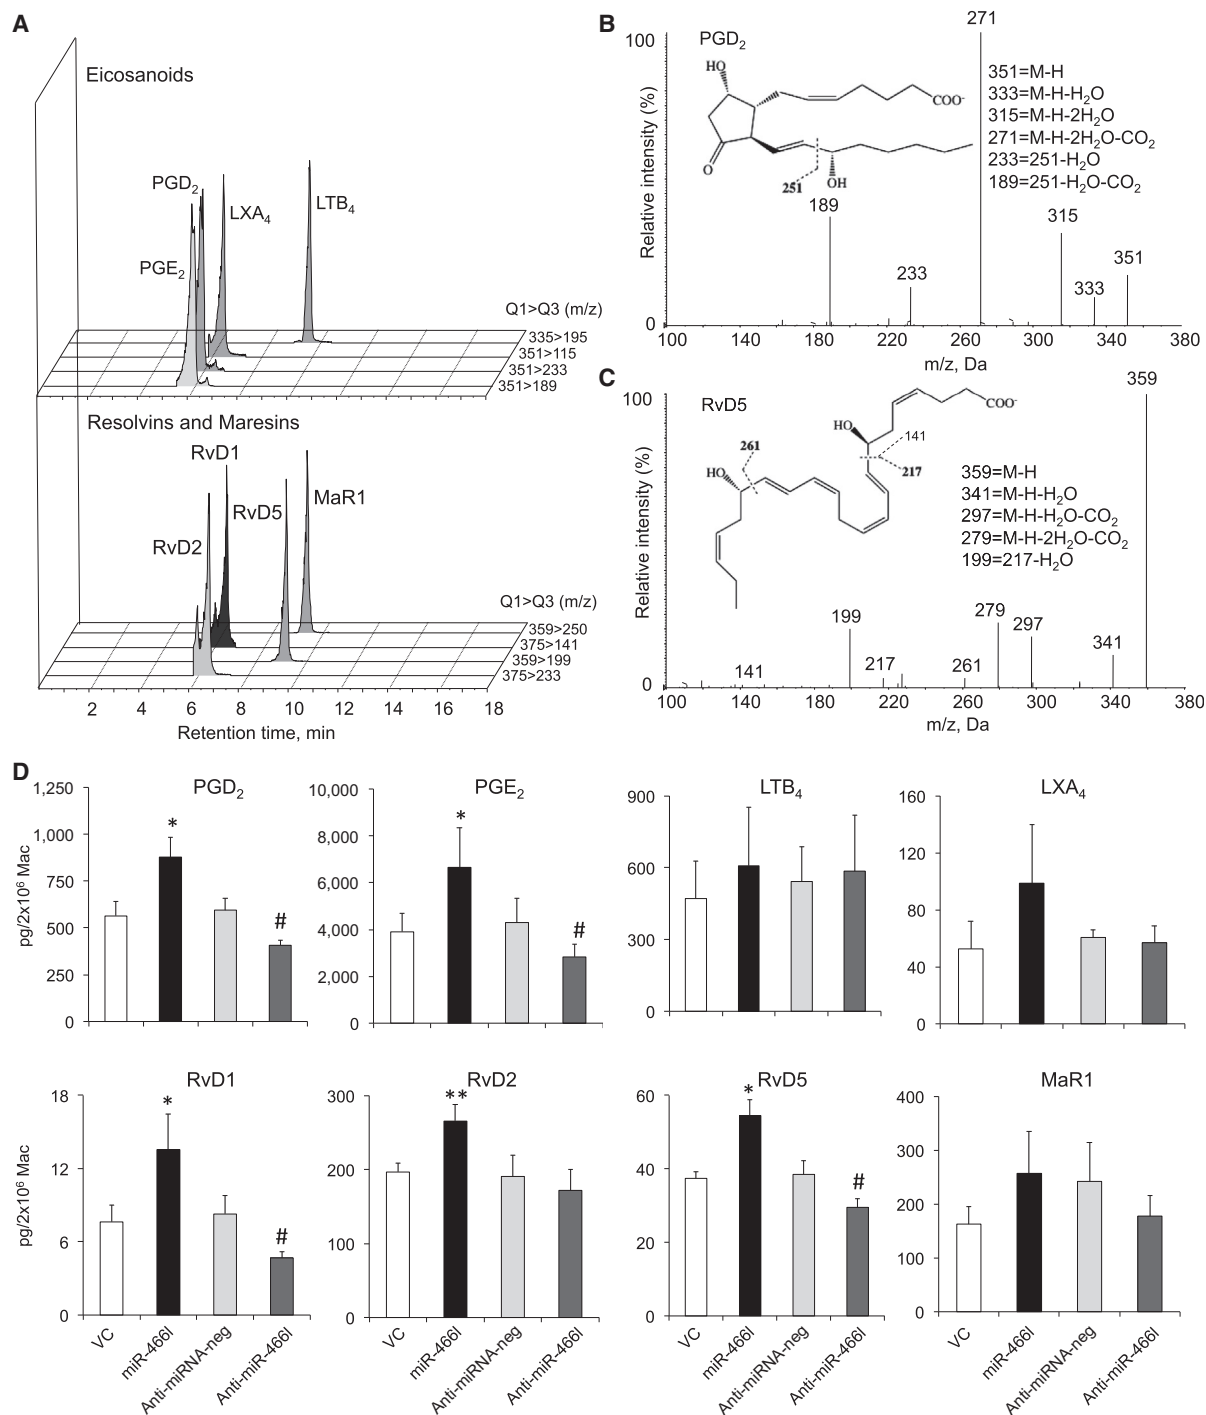 A
Eicosanoids
PGD2
LXA4
LTB4
PGE2
Q1>Q3 (m/z)
335>195
351>115
351>233
351>189
Resolvins and Maresins
RvD1
RvD5
MaR1
RvD2
Q1>Q3 (m/z)
359>250
375>141
359>199
375>233
2 4 6 8 10 12 14 16 18
Retention time, min
B
271
100
PGD2
HO
COO-
O
OH
251
351=M-H
333=M-H-H2O
315=M-H-2H2O
271=M-H-2H2O-CO2
233=251-H2O
189=251-H2O-CO2
Relative intensity (%)
189
315
233
333
351
0
100 140 180 220 260 300 340 380
m/z, Da
C
359
100
RvD5
COO-
HO
141
217
261
HO
359=M-H
341=M-H-H2O
297=M-H-H2O-CO2
279=M-H-2H2O-CO2
199=217-H2O
Relative intensity (%)
141
199
217
261
279
297
341
0
100 140 180 220 260 300 340 380
m/z, Da
D
PGD2
1,250
1,000
750
500
250
0
pg/2x10⁶ Mac
*
#
PGE2
10,000
8,000
6,000
4,000
2,000
0
*
#
LTB4
900
600
300
0
LXA4
160
120
80
40
0
RvD1
18
12
6
0
pg/2x10⁶ Mac
*
#
VC
miR-466l
Anti-miRNA-neg
Anti-miR-466l
RvD2
300
200
100
0
**
VC
miR-466l
Anti-miRNA-neg
Anti-miR-466l
RvD5
60
40
20
0
*
#
VC
miR-466l
Anti-miRNA-neg
Anti-miR-466l
MaR1
400
300
200
100
0
VC
miR-466l
Anti-miRNA-neg
Anti-miR-466l